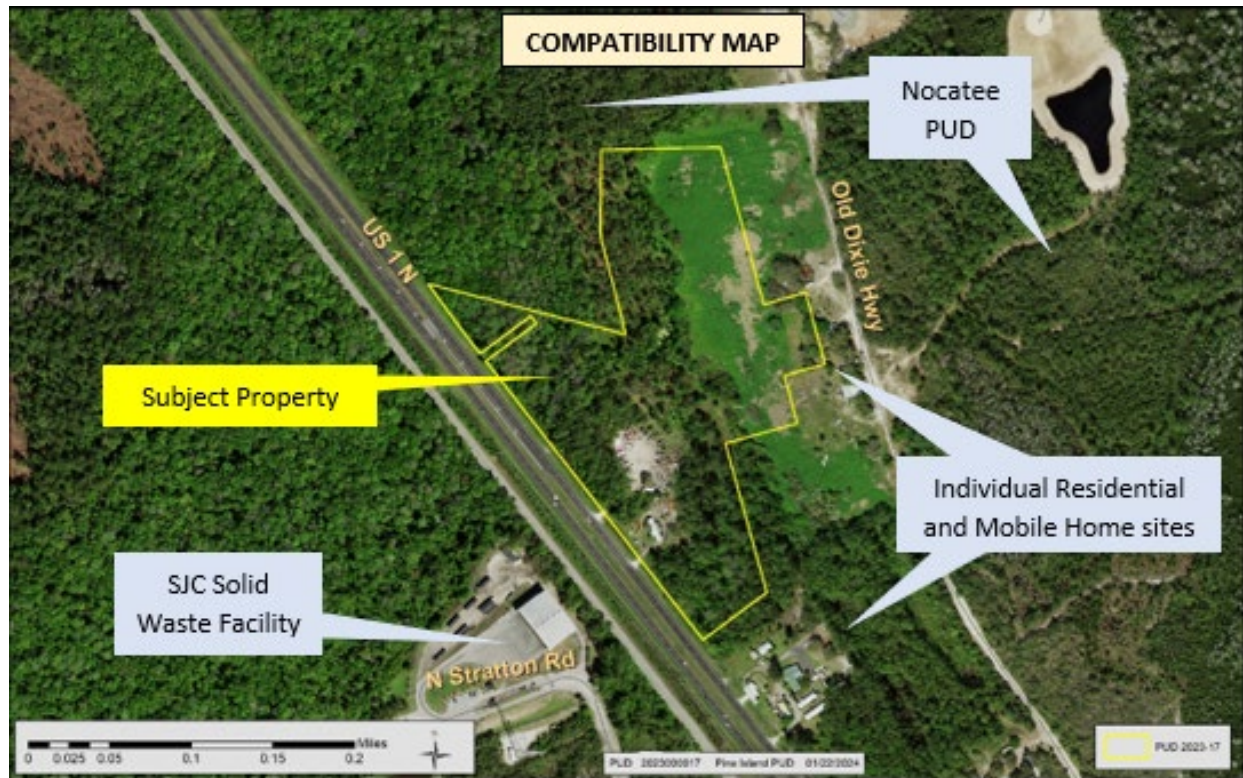 COMPATIBILITY MAP
Nocatee
PUD
US 1 N
Old Dixie Hwy
Subject Property
Individual Residential
and Mobile Home sites
SJC Solid
Waste Facility
N Stratton Rd
Miles
0 0.025 0.05 0.1 0.15 0.2
N
PUD 2023000017 Pine Island PUD 01/22/2024
PUD 2023-17